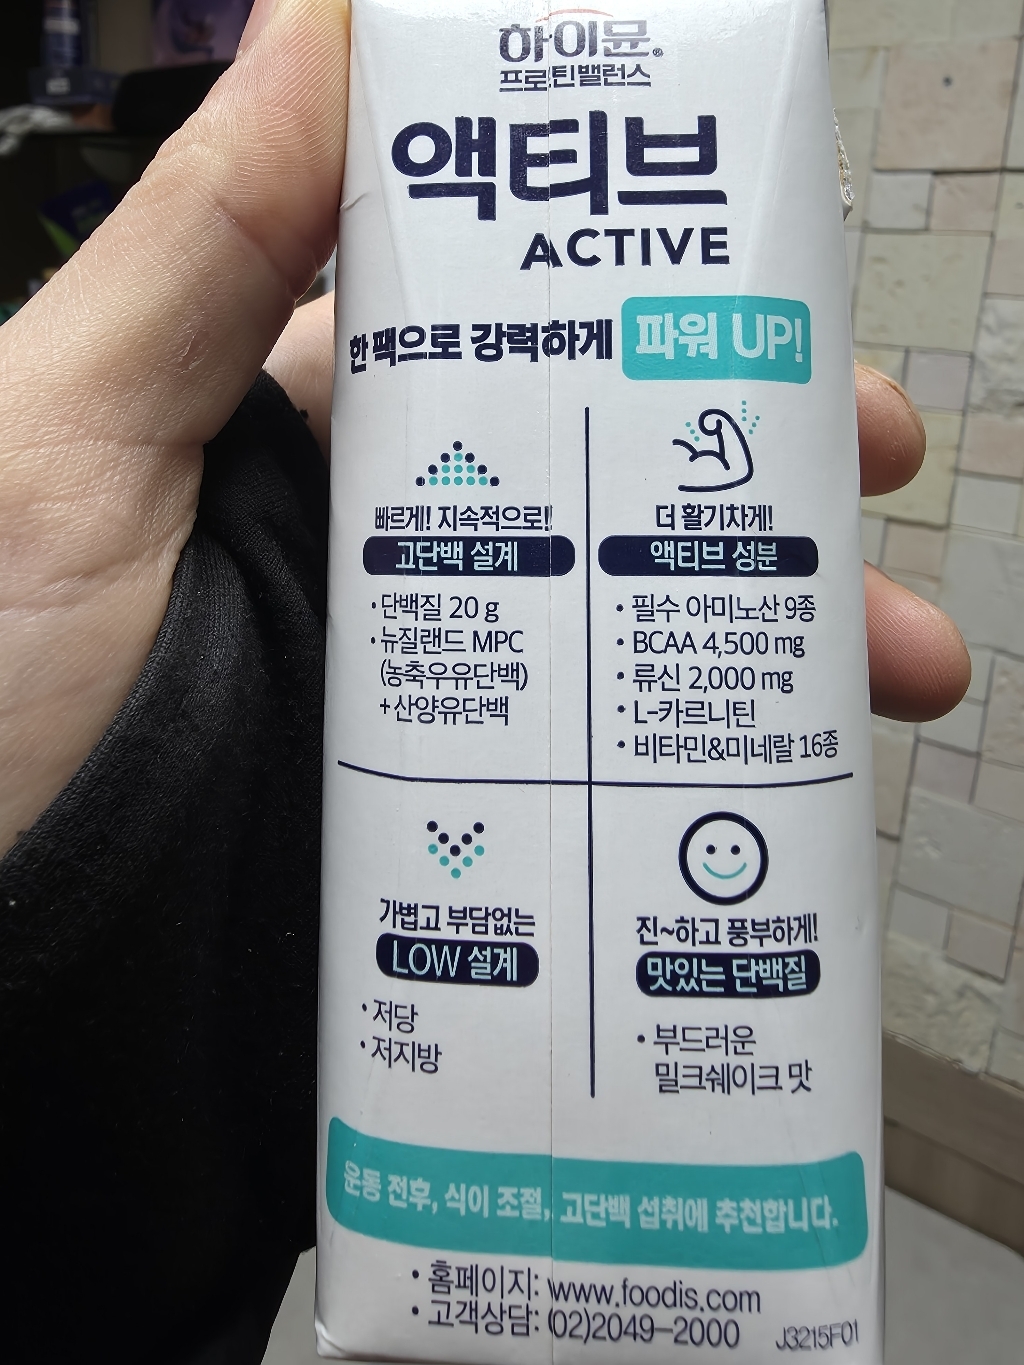 하이뮨®
프로틴밸런스
액티브
ACTIVE
한 팩으로 강력하게 파워 UP!
빠르게! 지속적으로!!
고단백 설계
• 단백질 20 g
• 뉴질랜드 MPC
(농축우유단백)
+ 산양유단백
더 활기차게!
액티브 성분
• 필수 아미노산 9종
• BCAA 4,500 mg
• 류신 2,000 mg
• L-카르니틴
• 비타민&미네랄 16종
가볍고 부담없는
LOW 설계
• 저당
• 저지방
진~하고 풍부하게!
맛있는 단백질
• 부드러운
밀크쉐이크 맛
운동 전후, 식이 조절, 고단백 섭취에 추천합니다.
• 홈페이지: www.foodis.com
• 고객상담: (02)2049-2000
J3215F01